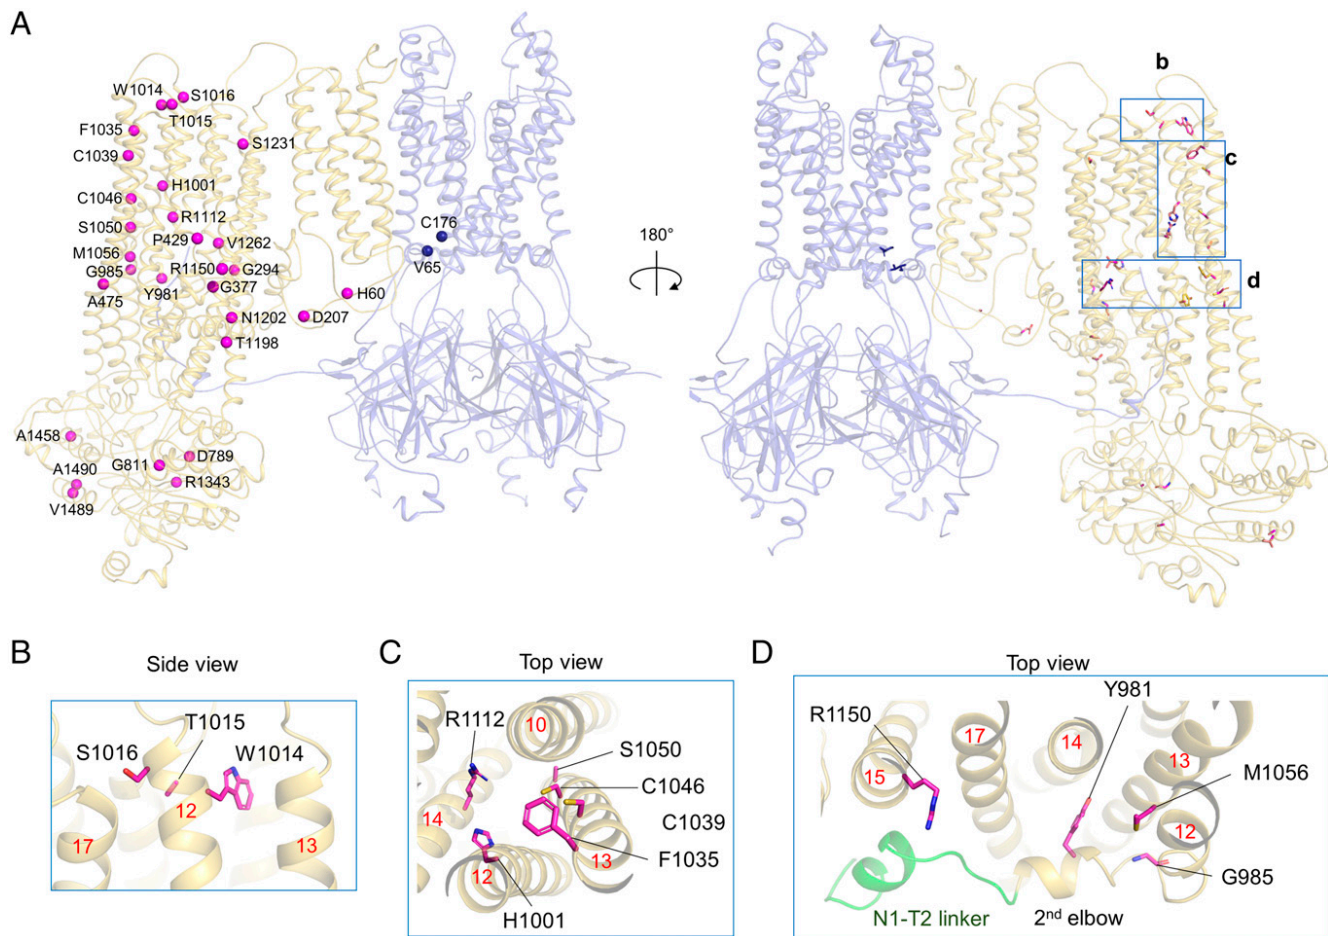 A
W1014
S1016
T1015
F1035
S1231
C1039
H1001
C1046
R1112
S1050
P429
V1262
M1056
G985
R1150
G294
A475
Y981
G377
N1202
T1198
C176
V65
H60
D207
A1458
G811
D789
A1490
R1343
V1489
180°
b
c
d
B
Side view
S1016
T1015
W1014
17
12
13
C
Top view
R1112
10
S1050
C1046
C1039
F1035
14
12
13
H1001
D
Top view
Y981
R1150
17
14
13
M1056
15
12
G985
N1-T2 linker
2nd elbow